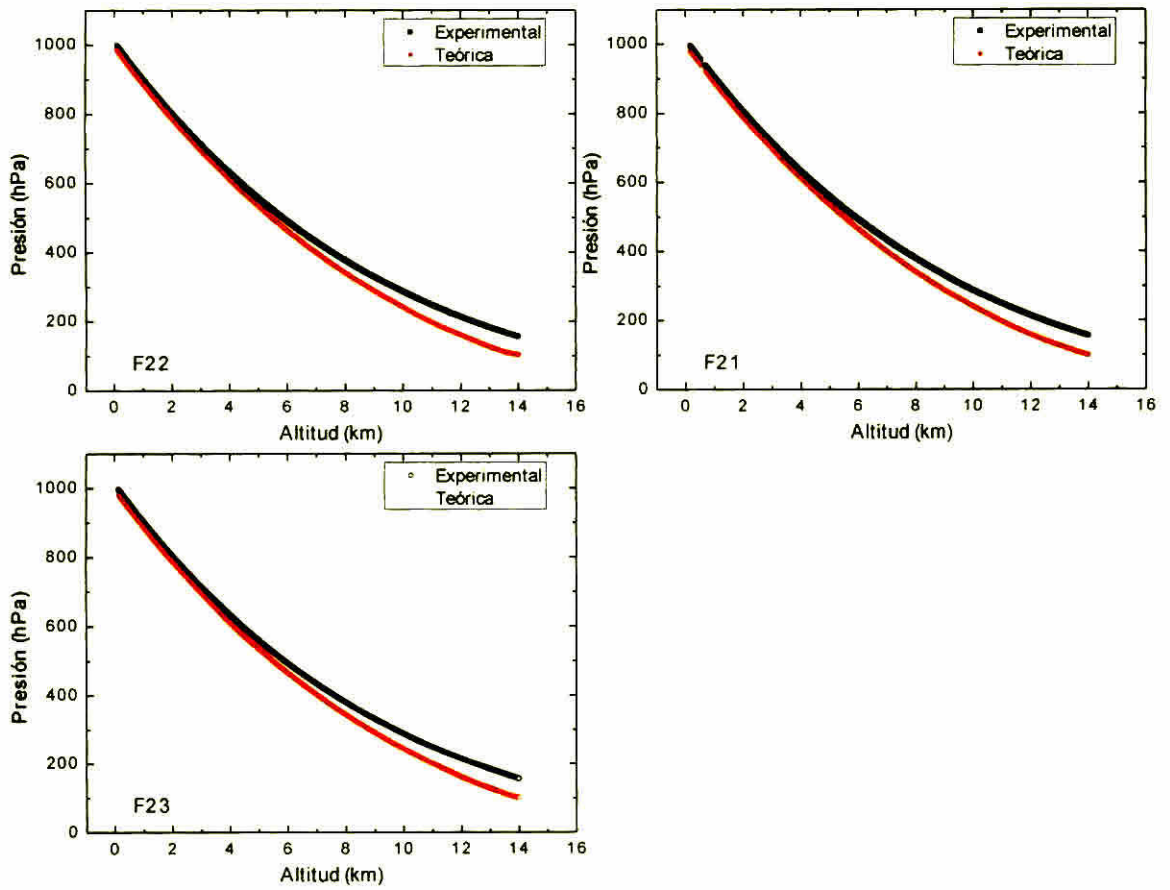 Experimental
Teórica
1000
800
600
400
200
0
Presión (hPa)
F22
0 2 4 6 8 10 12 14 16
Altitud (km)
Experimental
Teórica
1000
800
600
400
200
0
Presión (hPa)
F21
0 2 4 6 8 10 12 14 16
Altitud (km)
Experimental
Teórica
1000
800
600
400
200
0
Presión (hPa)
F23
0 2 4 6 8 10 12 14 16
Altitud (km)